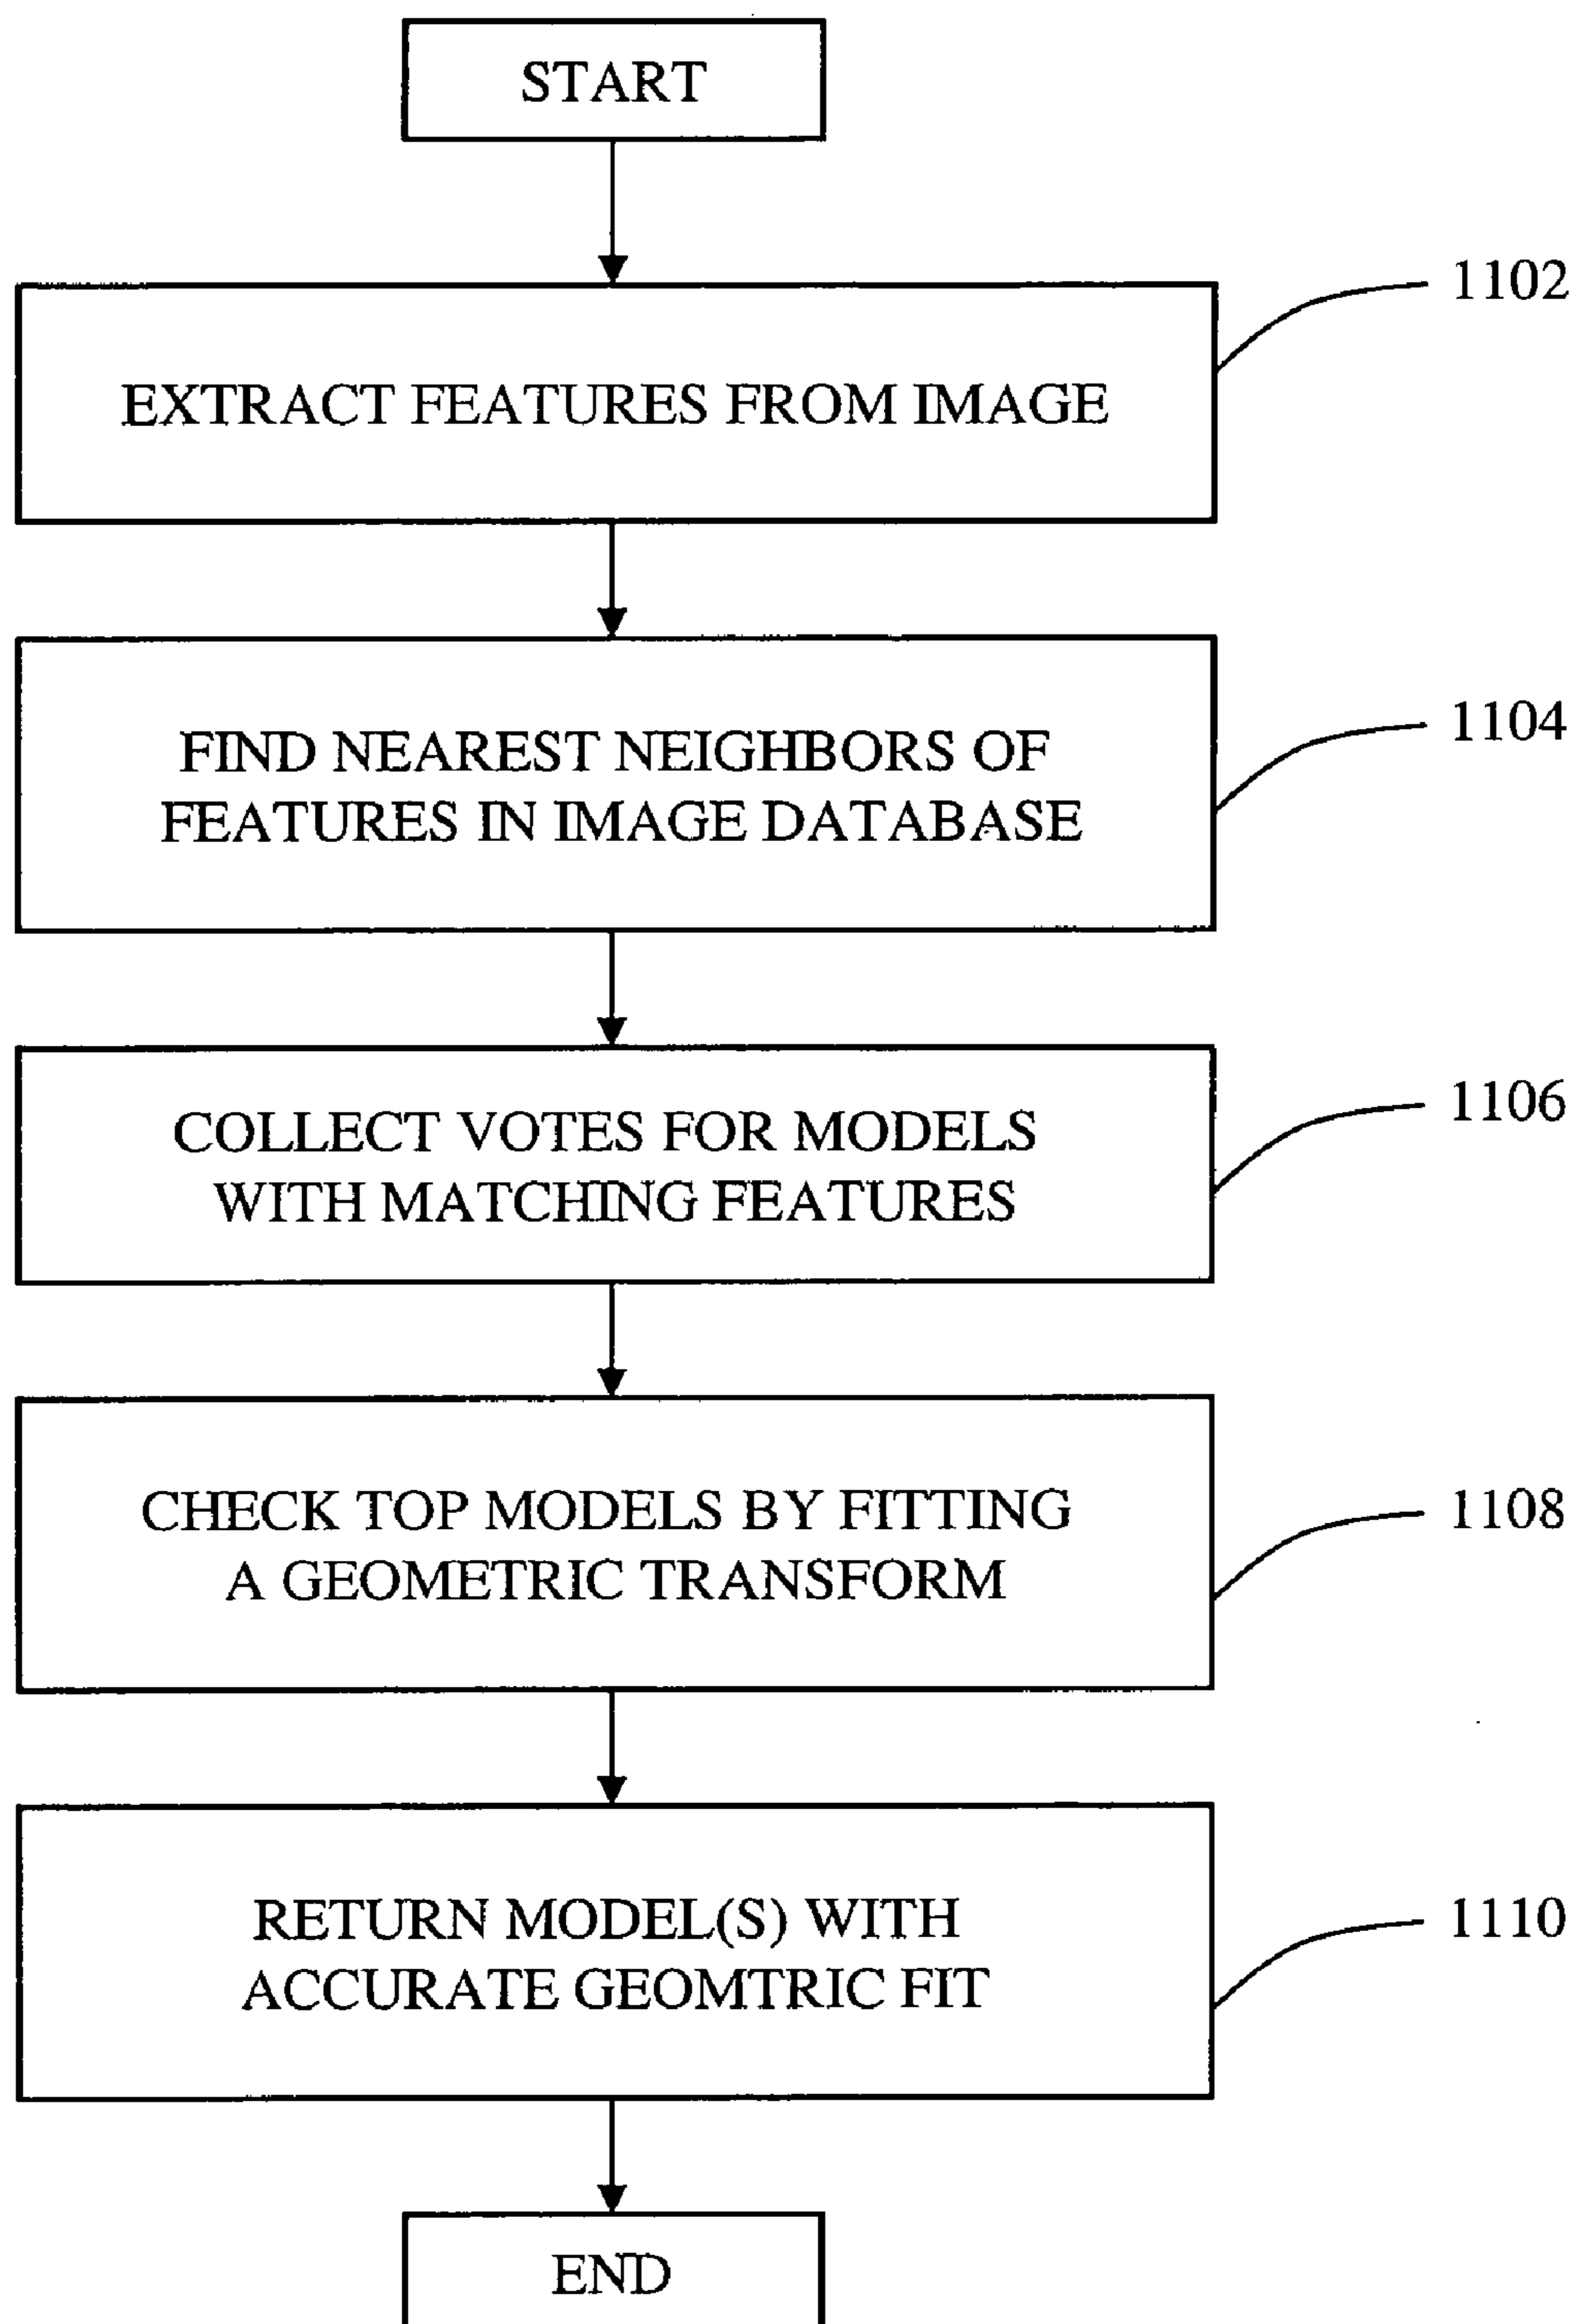 START
1102
EXTRACT FEATURES FROM IMAGE
1104
FIND NEAREST NEIGHBORS OF
FEATURES IN IMAGE DATABASE
1106
COLLECT VOTES FOR MODELS
WITH MATCHING FEATURES
1108
CHECK TOP MODELS BY FITTING
A GEOMETRIC TRANSFORM
1110
RETURN MODEL(S) WITH
ACCURATE GEOMTRIC FIT
END